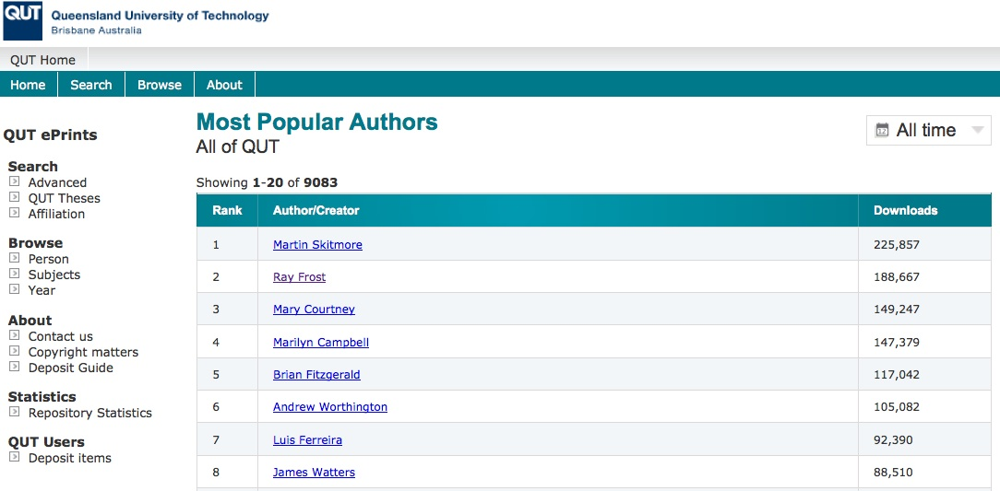 QUT
Queensland University of Technology
Brisbane Australia
QUT Home
Home Search Browse About
QUT ePrints
Search
Advanced
QUT Theses
Affiliation
Browse
Person
Subjects
Year
About
Contact us
Copyright matters
Deposit Guide
Statistics
Repository Statistics
QUT Users
Deposit items
Most Popular Authors
All of QUT
12 All time
Showing 1-20 of 9083
Rank Author/Creator Downloads
1 Martin Skitmore 225,857
2 Ray Frost 188,667
3 Mary Courtney 149,247
4 Marilyn Campbell 147,379
5 Brian Fitzgerald 117,042
6 Andrew Worthington 105,082
7 Luis Ferreira 92,390
8 James Watters 88,510